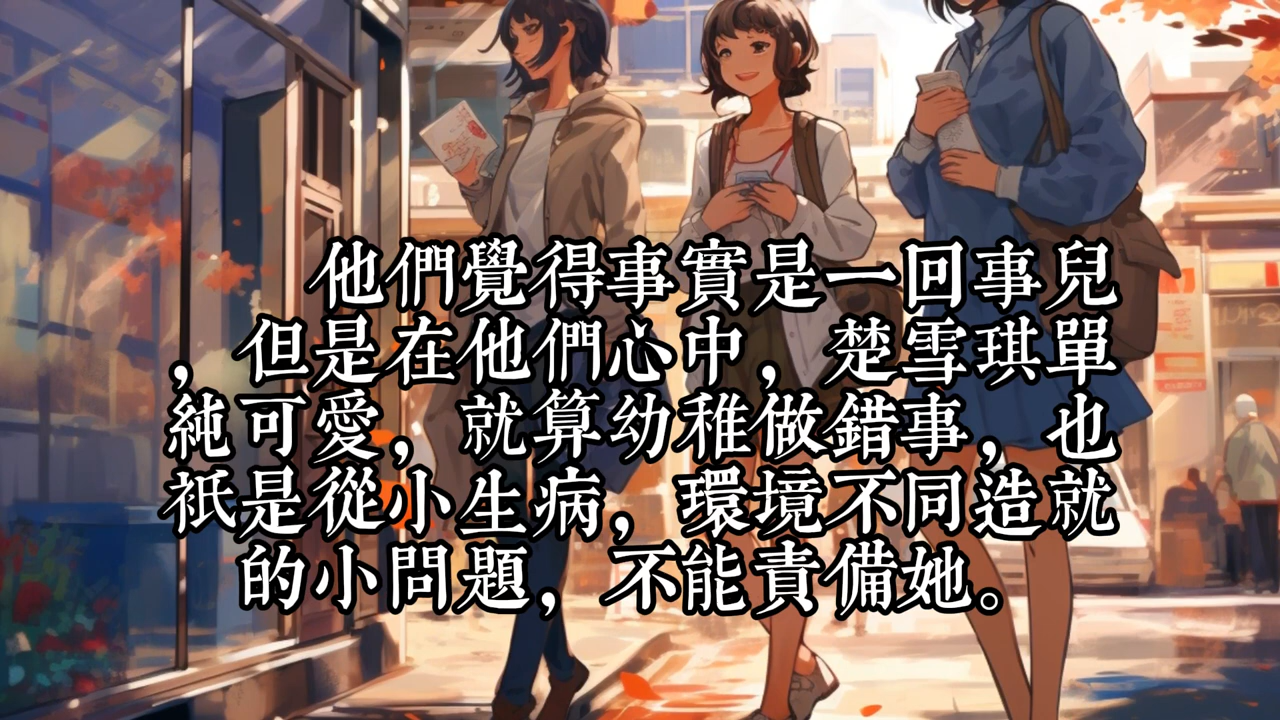 他們覺得事實是一回事兒
，但是在他們心中，楚雪琪單
純可愛，就算幼稚做錯事，也
衹是從小生病，環境不同造就
的小問題，不能責備她。